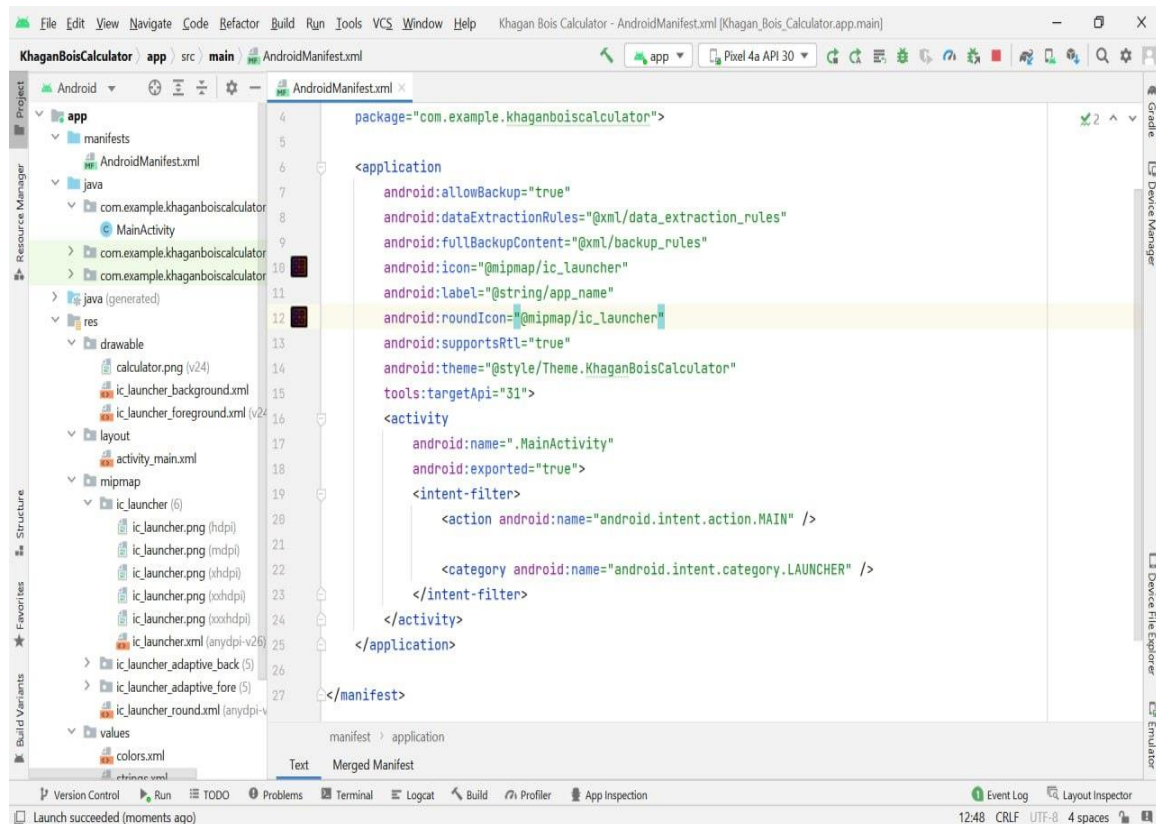 File Edit View Navigate Code Refactor Build Run Tools VCS Window Help Khagan Bois Calculator - AndroidManifest.xml [Khagan_Bois_Calculator.app.main]
KhaganBoisCalculator app src main AndroidManifest.xml app Pixel 4a API 30
Android
AndroidManifest.xml
Project
Resource Manager
Structure
Favorites
Build Variants
app
manifests
AndroidManifest.xml
java
com.example.khaganboiscalculator
MainActivity
com.example.khaganboiscalculator
com.example.khaganboiscalculator
java (generated)
res
drawable
calculator.png (v24)
ic_launcher_background.xml
ic_launcher_foreground.xml (v24
layout
activity_main.xml
mipmap
ic_launcher (6)
ic_launcher.png (hdpi)
ic_launcher.png (mdpi)
ic_launcher.png (xhdpi)
ic_launcher.png (xxhdpi)
ic_launcher.png (xxxhdpi)
ic_launcher.xml (anydpi-v26)
ic_launcher_adaptive_back (5)
ic_launcher_adaptive_fore (5)
ic_launcher_round.xml (anydpi-v
values
colors.xml
strings.xml
4 package="com.example.khaganboiscalculator">
5
6 <application
7 android:allowBackup="true"
8 android:dataExtractionRules="@xml/data_extraction_rules"
9 android:fullBackupContent="@xml/backup_rules"
10 android:icon="@mipmap/ic_launcher"
11 android:label="@string/app_name"
12 android:roundIcon="@mipmap/ic_launcher"
13 android:supportsRtl="true"
14 android:theme="@style/Theme.KhaganBoisCalculator"
15 tools:targetApi="31">
16 <activity
17 android:name=".MainActivity"
18 android:exported="true">
19 <intent-filter>
20 <action android:name="android.intent.action.MAIN" />
21
22 <category android:name="android.intent.category.LAUNCHER" />
23 </intent-filter>
24 </activity>
25 </application>
26
27 </manifest>
2
Gradle
Device Manager
Device File Explorer
Emulator
manifest application
Text Merged Manifest
Version Control Run TODO Problems Terminal Logcat Build Profiler App Inspection 1 Event Log Layout Inspector
Launch succeeded (moments ago) 12:48 CRLF UTF-8 4 spaces